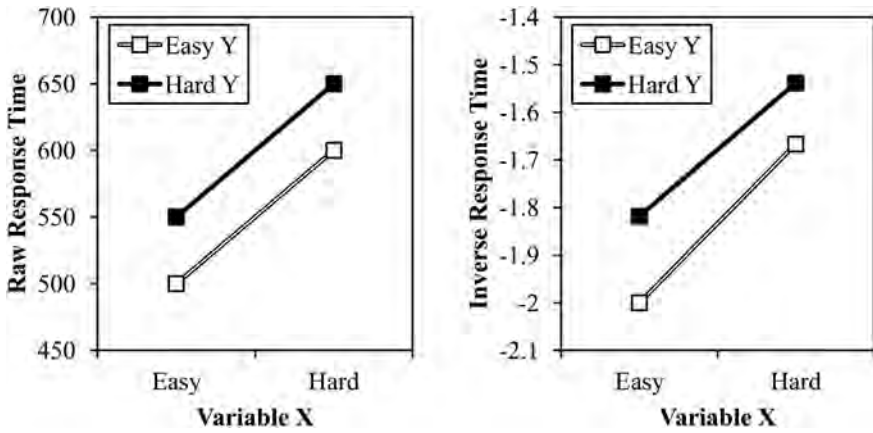 Raw Response Time
700
650
600
550
500
450
Easy Y
Hard Y
Easy Hard
Variable X
Inverse Response Time
-1.4
-1.5
-1.6
-1.7
-1.8
-1.9
-2
-2.1
Easy Y
Hard Y
Easy Hard
Variable X